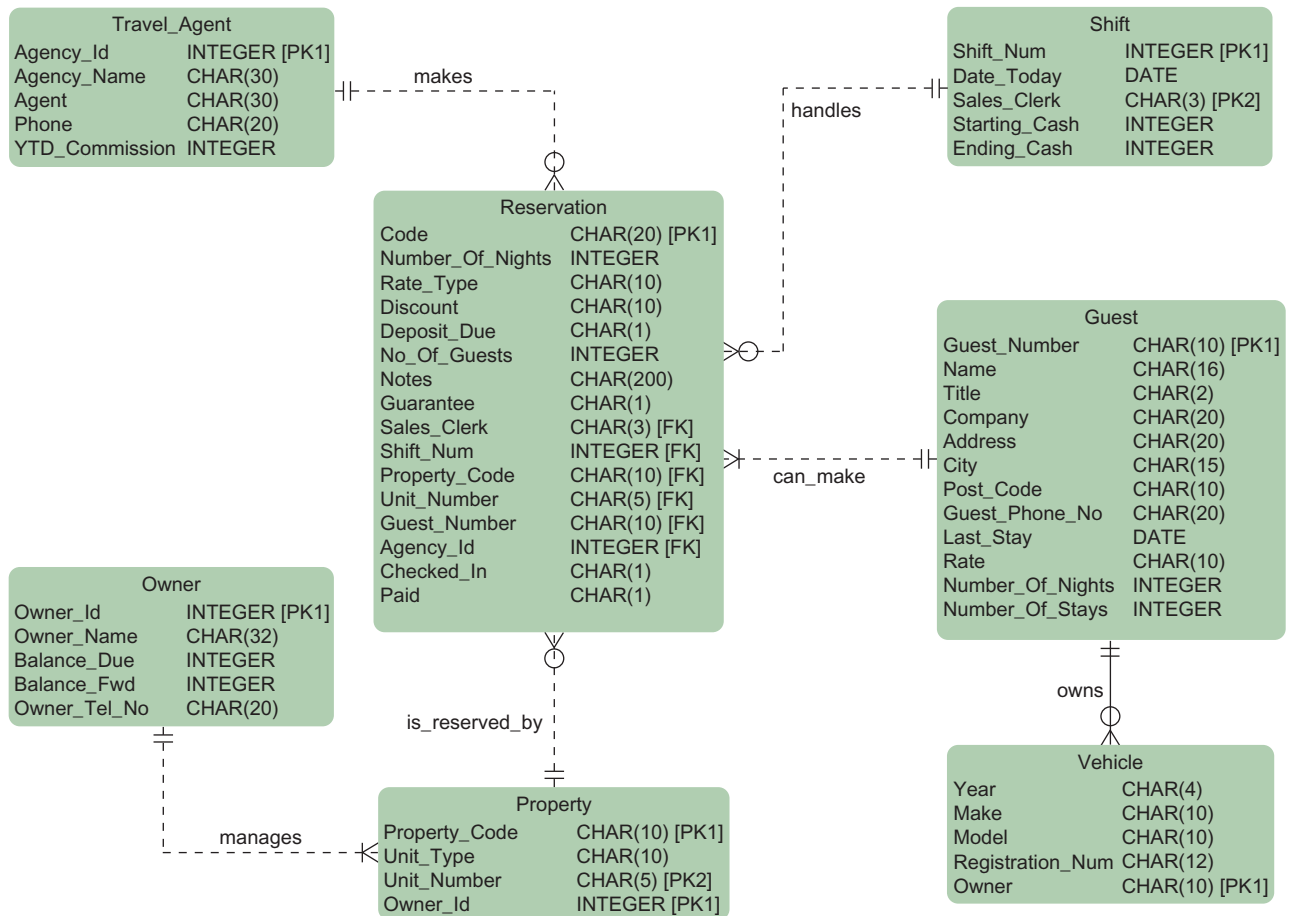 Travel_Agent
Agency_Id INTEGER [PK1]
Agency_Name CHAR(30)
Agent CHAR(30)
Phone CHAR(20)
YTD_Commission INTEGER
makes
Shift
Shift_Num INTEGER [PK1]
Date_Today DATE
Sales_Clerk CHAR(3) [PK2]
Starting_Cash INTEGER
Ending_Cash INTEGER
handles
Reservation
Code CHAR(20) [PK1]
Number_Of_Nights INTEGER
Rate_Type CHAR(10)
Discount CHAR(10)
Deposit_Due CHAR(1)
No_Of_Guests INTEGER
Notes CHAR(200)
Guarantee CHAR(1)
Sales_Clerk CHAR(3) [FK]
Shift_Num INTEGER [FK]
Property_Code CHAR(10) [FK]
Unit_Number CHAR(5) [FK]
Guest_Number CHAR(10) [FK]
Agency_Id INTEGER [FK]
Checked_In CHAR(1)
Paid CHAR(1)
can_make
Guest
Guest_Number CHAR(10) [PK1]
Name CHAR(16)
Title CHAR(2)
Company CHAR(20)
Address CHAR(20)
City CHAR(15)
Post_Code CHAR(10)
Guest_Phone_No CHAR(20)
Last_Stay DATE
Rate CHAR(10)
Number_Of_Nights INTEGER
Number_Of_Stays INTEGER
Owner
Owner_Id INTEGER [PK1]
Owner_Name CHAR(32)
Balance_Due INTEGER
Balance_Fwd INTEGER
Owner_Tel_No CHAR(20)
owns
is_reserved_by
manages
Property
Property_Code CHAR(10) [PK1]
Unit_Type CHAR(10)
Unit_Number CHAR(5) [PK2]
Owner_Id INTEGER [PK1]
Vehicle
Year CHAR(4)
Make CHAR(10)
Model CHAR(10)
Registration_Num CHAR(12)
Owner CHAR(10) [PK1]